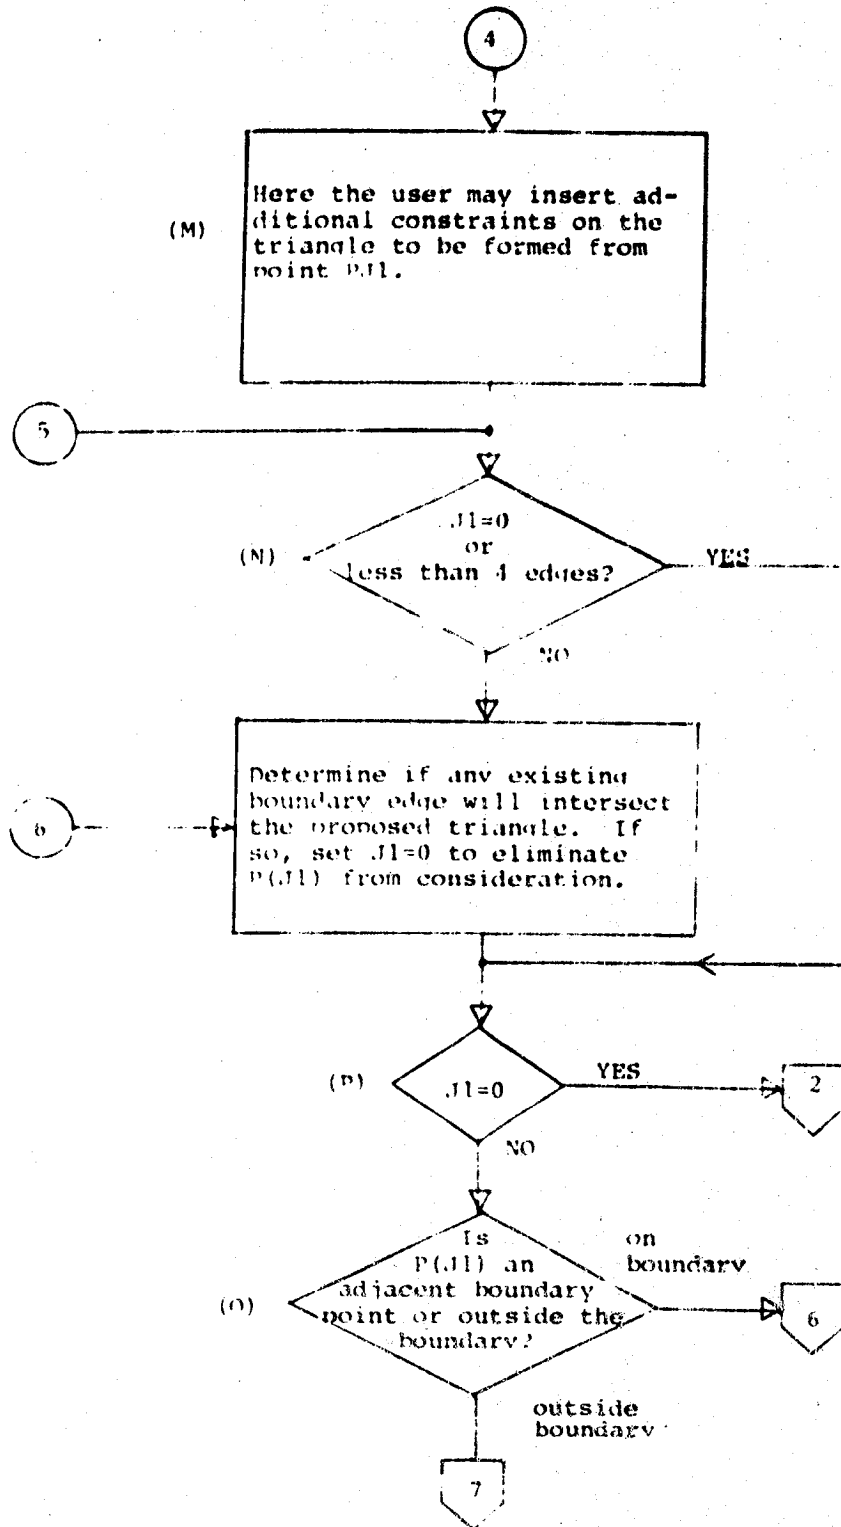 4
(M)
Here the user may insert ad-
ditional constraints on the
triangle to be formed from
point PJ1.
5
(N)
J1=0
or
less than 4 edges?
YES
NO
6
Determine if any existing
boundary edge will intersect
the proposed triangle. If
so, set J1=0 to eliminate
P(J1) from consideration.
(P)
J1=0
YES
2
NO
(O)
Is
P(J1) an
adjacent boundary
point or outside the
boundary?
on
boundary
6
outside
boundary
7